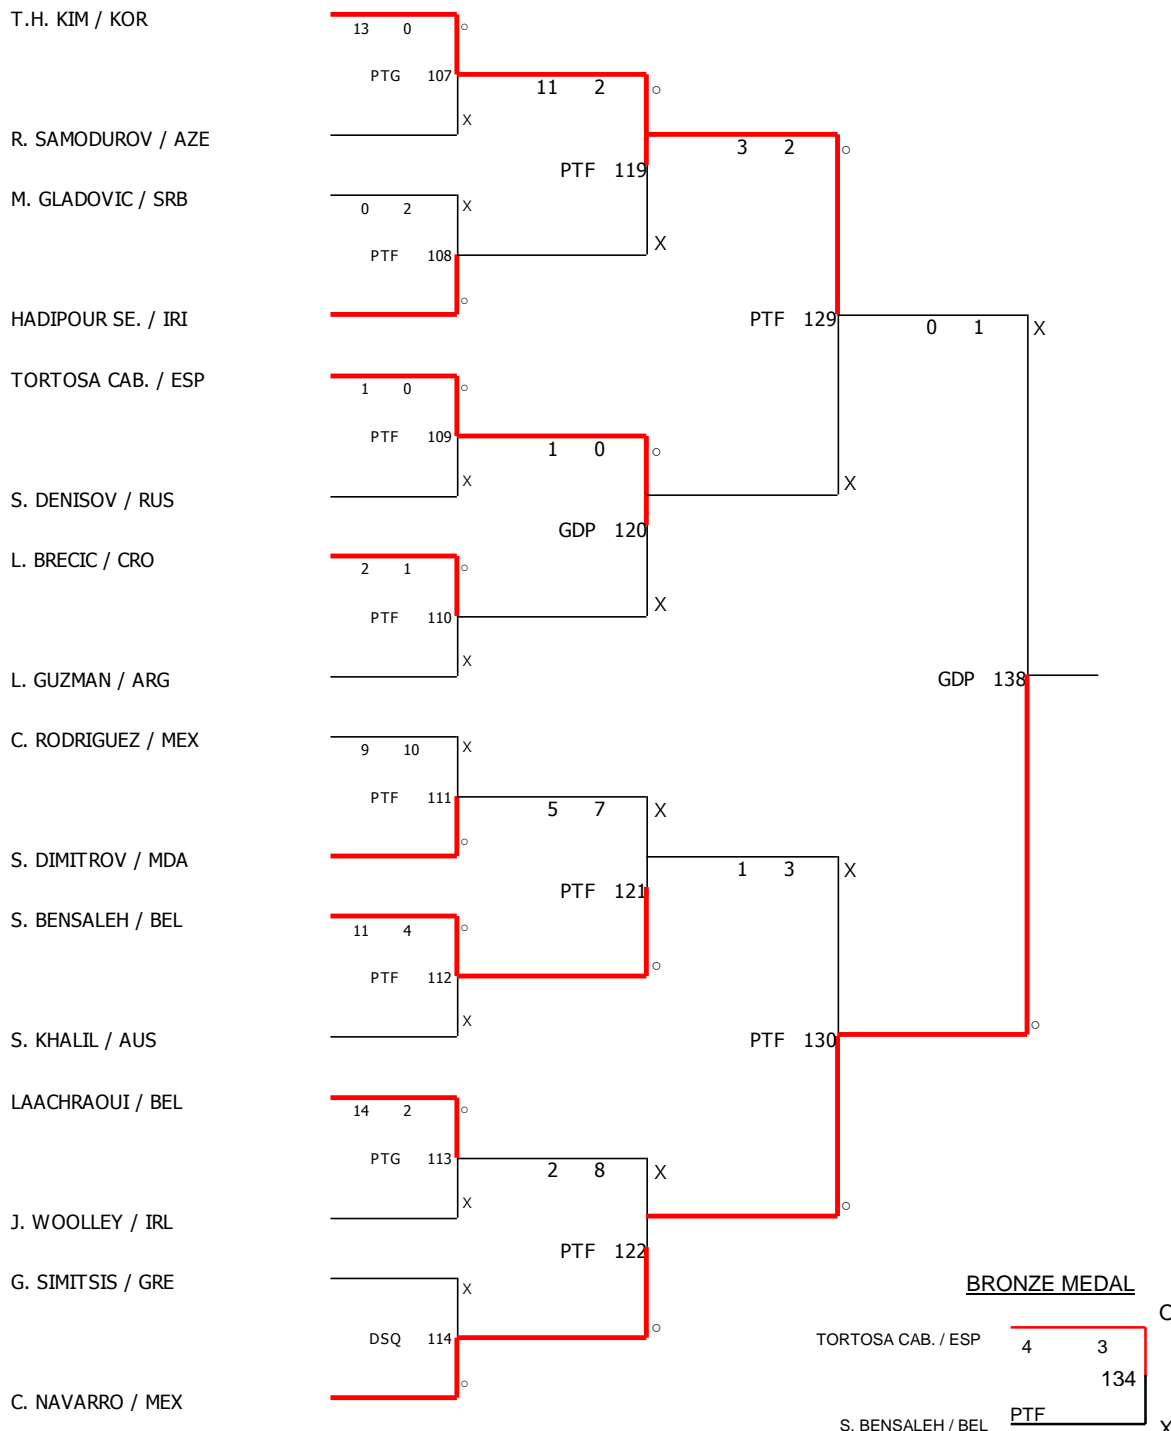 T.H. KIM / KOR
13 0 ○
PTG 107
11 2 ○
X
R. SAMODUROV / AZE
3 2 ○
PTF 119
M. GLADOVIC / SRB
0 2 X
PTF 108
X
○
HADIPOUR SE. / IRI
PTF 129
0 1 X
TORTOSA CAB. / ESP
1 0 ○
PTF 109
1 0 ○
X
X
S. DENISOV / RUS
GDP 120
L. BRECIC / CRO
2 1 ○
PTF 110
X
X
L. GUZMAN / ARG
GDP 138
C. RODRIGUEZ / MEX
9 10 X
PTF 111
5 7 X
○
S. DIMITROV / MDA
1 3 X
PTF 121
S. BENSALEH / BEL
11 4 ○
PTF 112
○
X
○
S. KHALIL / AUS
PTF 130
LAACHRAOUI / BEL
14 2 ○
PTG 113
2 8 X
X
○
J. WOOLLEY / IRL
PTF 122
G. SIMITSIS / GRE
X
DSQ 114
○
○
C. NAVARRO / MEX
BRONZE MEDAL
O
TORTOSA CAB. / ESP
4 3
134
PTF
S. BENSALEH / BEL
X